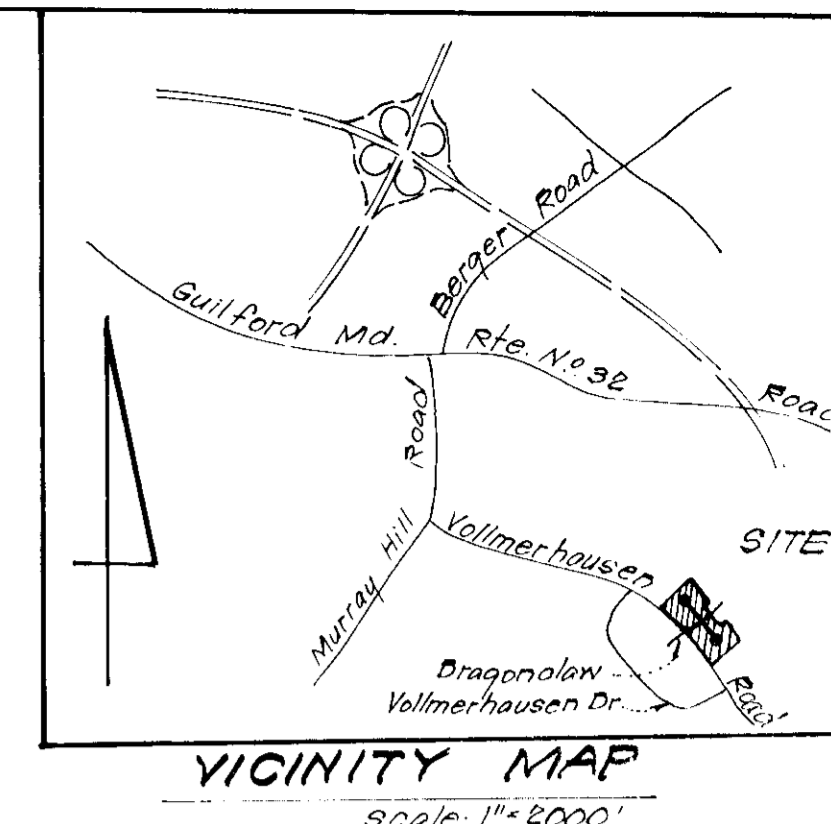 Berger Road
Guilford Md. Rte. No 32 Road
Road
Murray Hill
Vollmerhausen
SITE
Dragonclaw
Vollmerhausen Dr.
Road
VICINITY MAP
scale: 1"=2000'